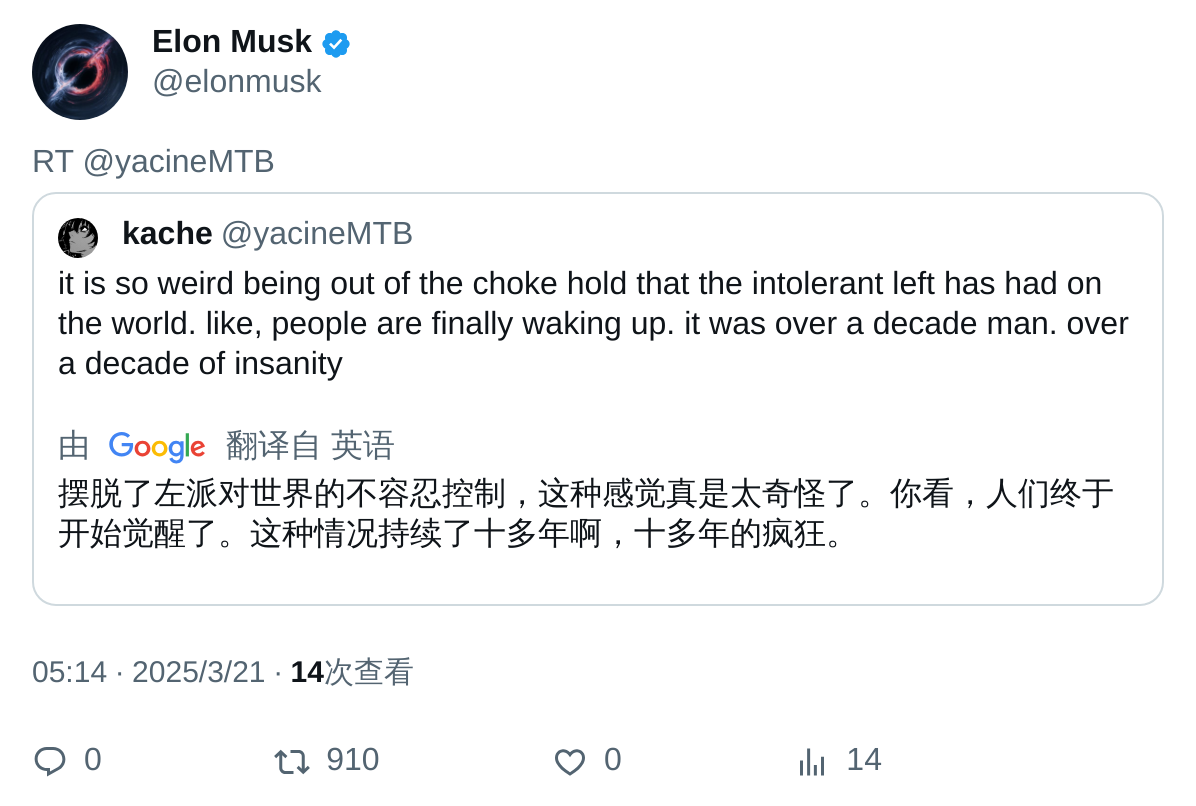 Elon Musk
@elonmusk
RT @yacineMTB
kache @yacineMTB
it is so weird being out of the choke hold that the intolerant left has had on
the world. like, people are finally waking up. it was over a decade man. over
a decade of insanity
由 Google 翻译自 英语
摆脱了左派对世界的不容忍控制，这种感觉真是太奇怪了。你看，人们终于
开始觉醒了。这种情况持续了十多年啊，十多年的疯狂。
05:14 · 2025/3/21 · 14次查看
0 910 0 14